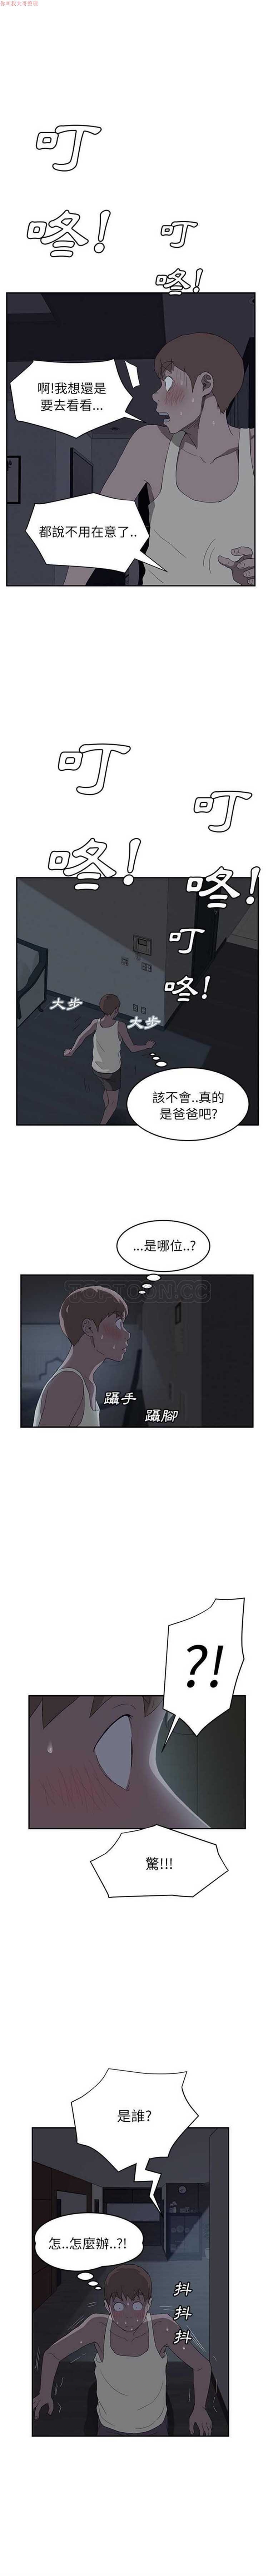 叮
咚!
叮
咚!
啊!我想還是
要去看看...
都說不用在意了..
叮
咚!
叮
咚!
叮
咚!
大步
大步
該不會..真的
是爸爸吧?
...是哪位..?
TOPTOON.CC
躡手
躡腳
?!
驚!!!
是誰?
怎..怎麼辦..?!
抖
抖
抖